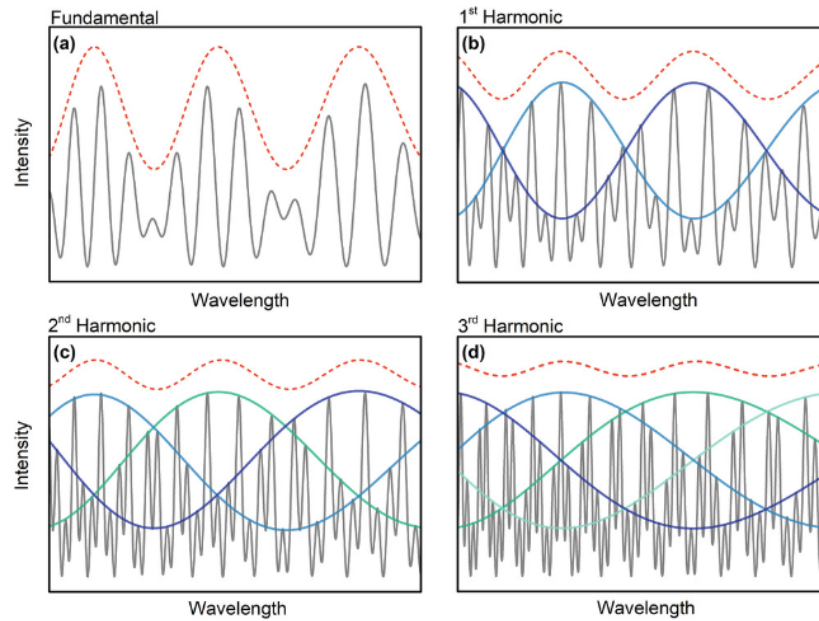 Fundamental
(a)
Intensity
Wavelength
1st Harmonic
(b)
Wavelength
2nd Harmonic
(c)
Intensity
Wavelength
3rd Harmonic
(d)
Wavelength